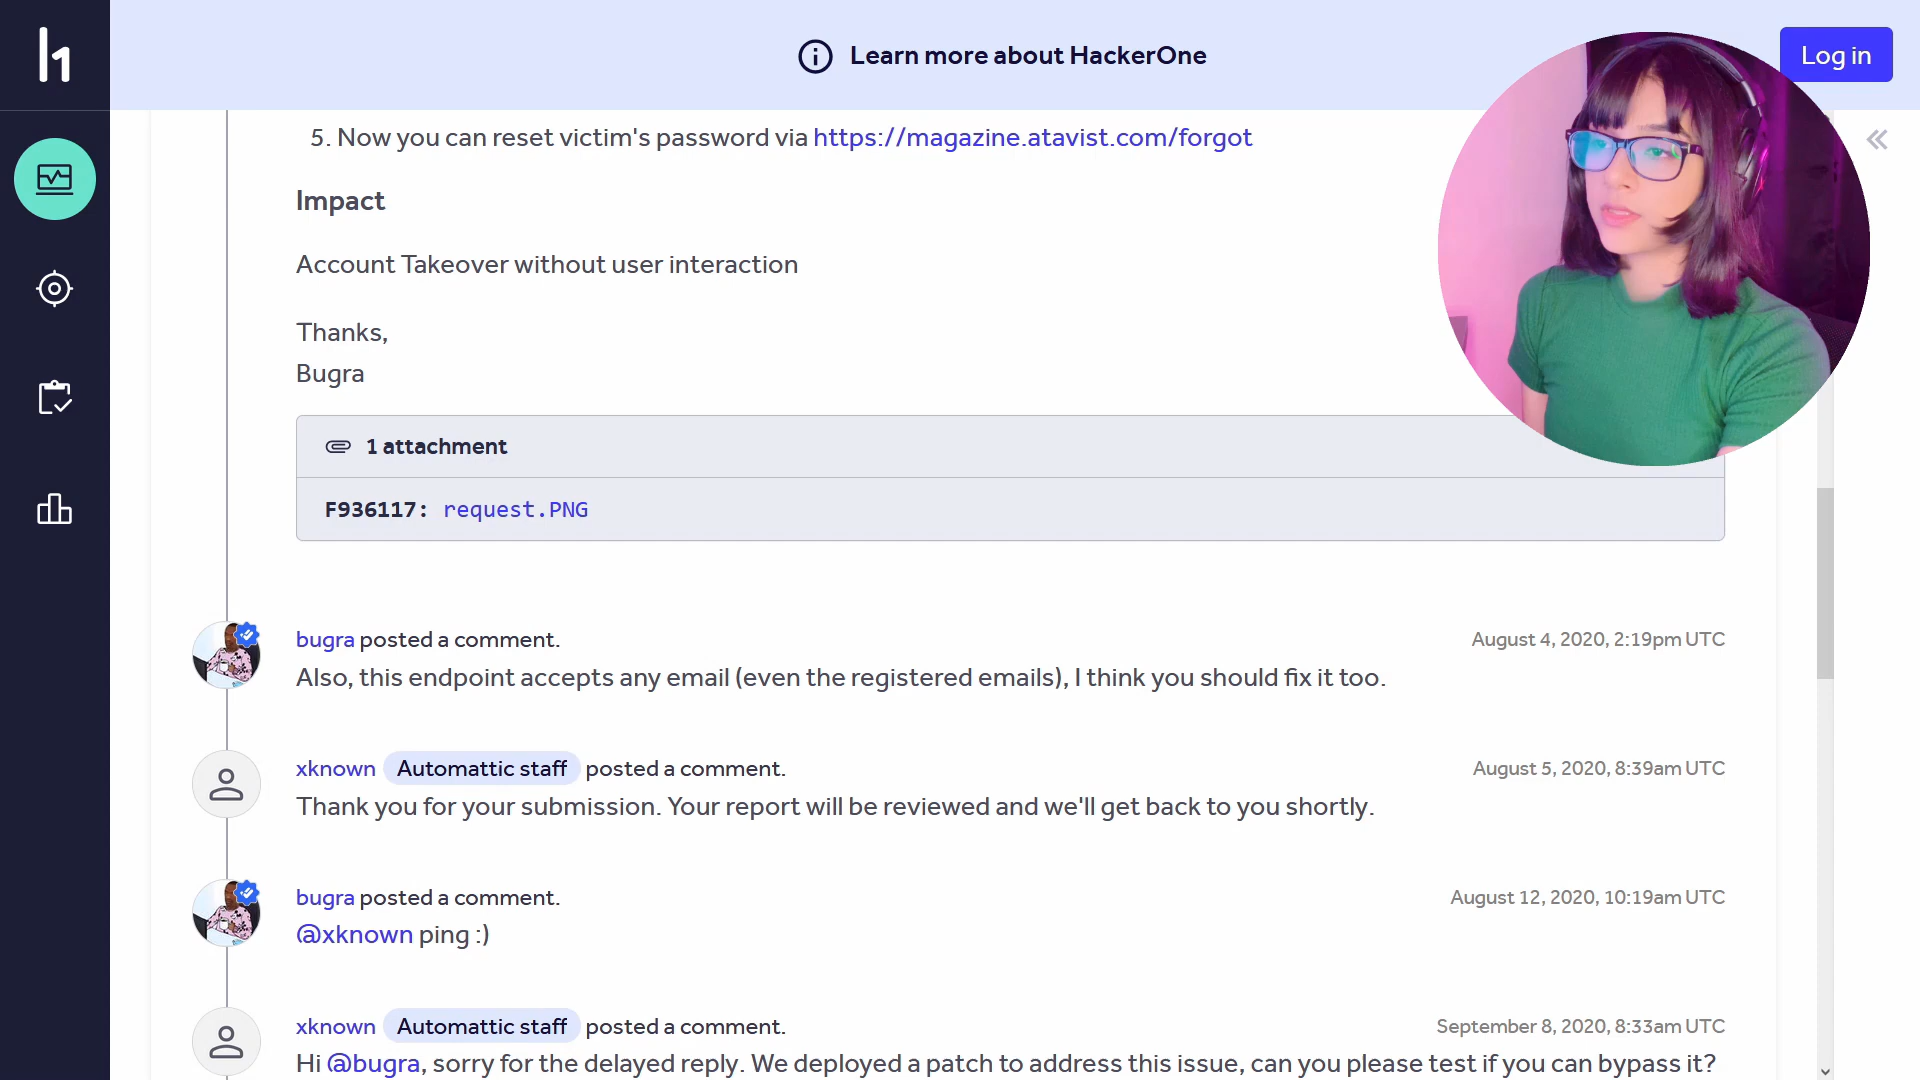 Learn more about HackerOne
Log in
5. Now you can reset victim's password via https://magazine.atavist.com/forgot
Impact
Account Takeover without user interaction
Thanks,
Bugra
1 attachment
F936117: request.PNG
bugra posted a comment. August 4, 2020, 2:19pm UTC
Also, this endpoint accepts any email (even the registered emails), I think you should fix it too.
xknown Automattic staff posted a comment. August 5, 2020, 8:39am UTC
Thank you for your submission. Your report will be reviewed and we'll get back to you shortly.
bugra posted a comment. August 12, 2020, 10:19am UTC
@xknown ping :)
xknown Automattic staff posted a comment. September 8, 2020, 8:33am UTC
Hi @bugra, sorry for the delayed reply. We deployed a patch to address this issue, can you please test if you can bypass it?